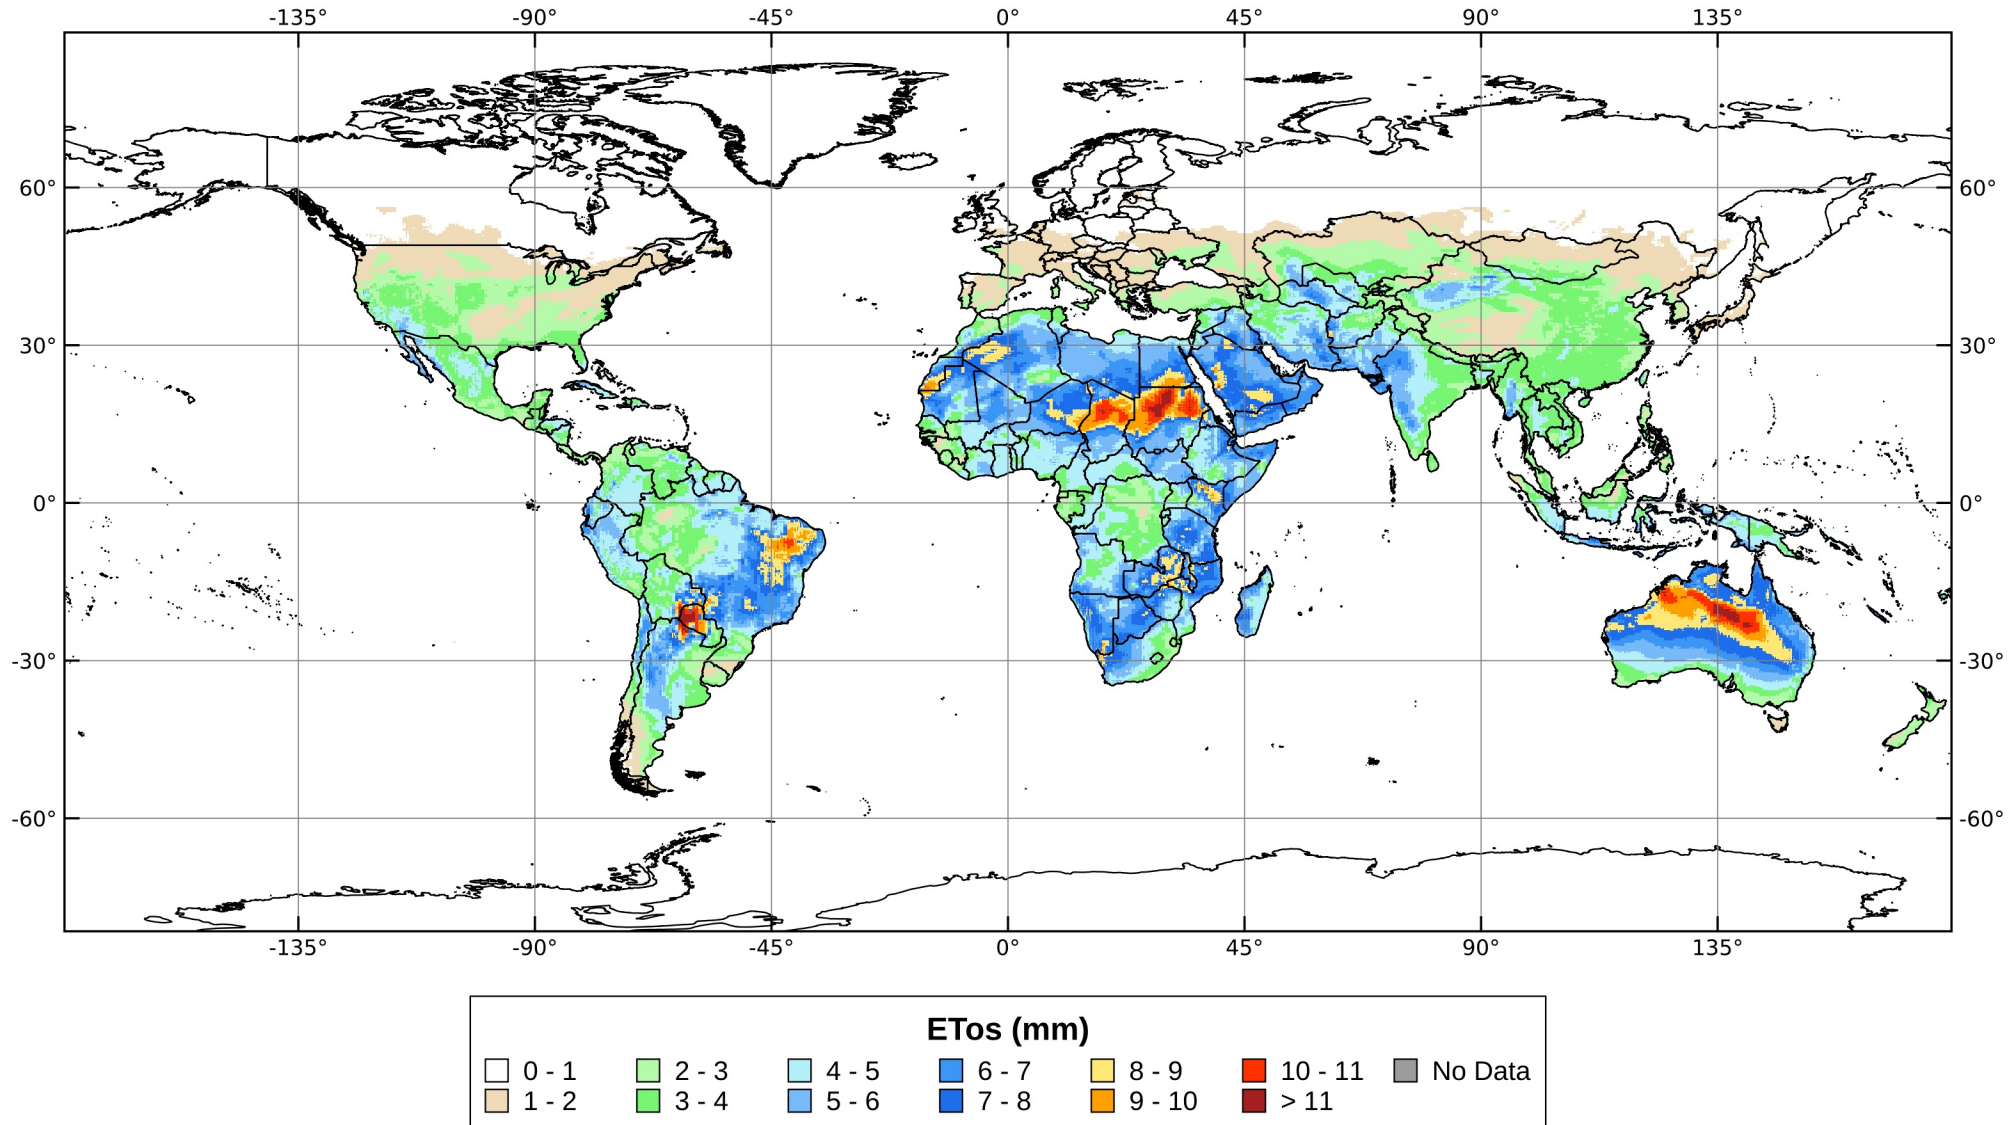 -135° -90° -45° 0° 45° 90° 135°
60° 60°
30° 30°
0° 0°
-30° -30°
-60° -60°
-135° -90° -45° 0° 45° 90° 135°
ETos (mm)
0 - 1 2 - 3 4 - 5 6 - 7 8 - 9 10 - 11 No Data
1 - 2 3 - 4 5 - 6 7 - 8 9 - 10 > 11